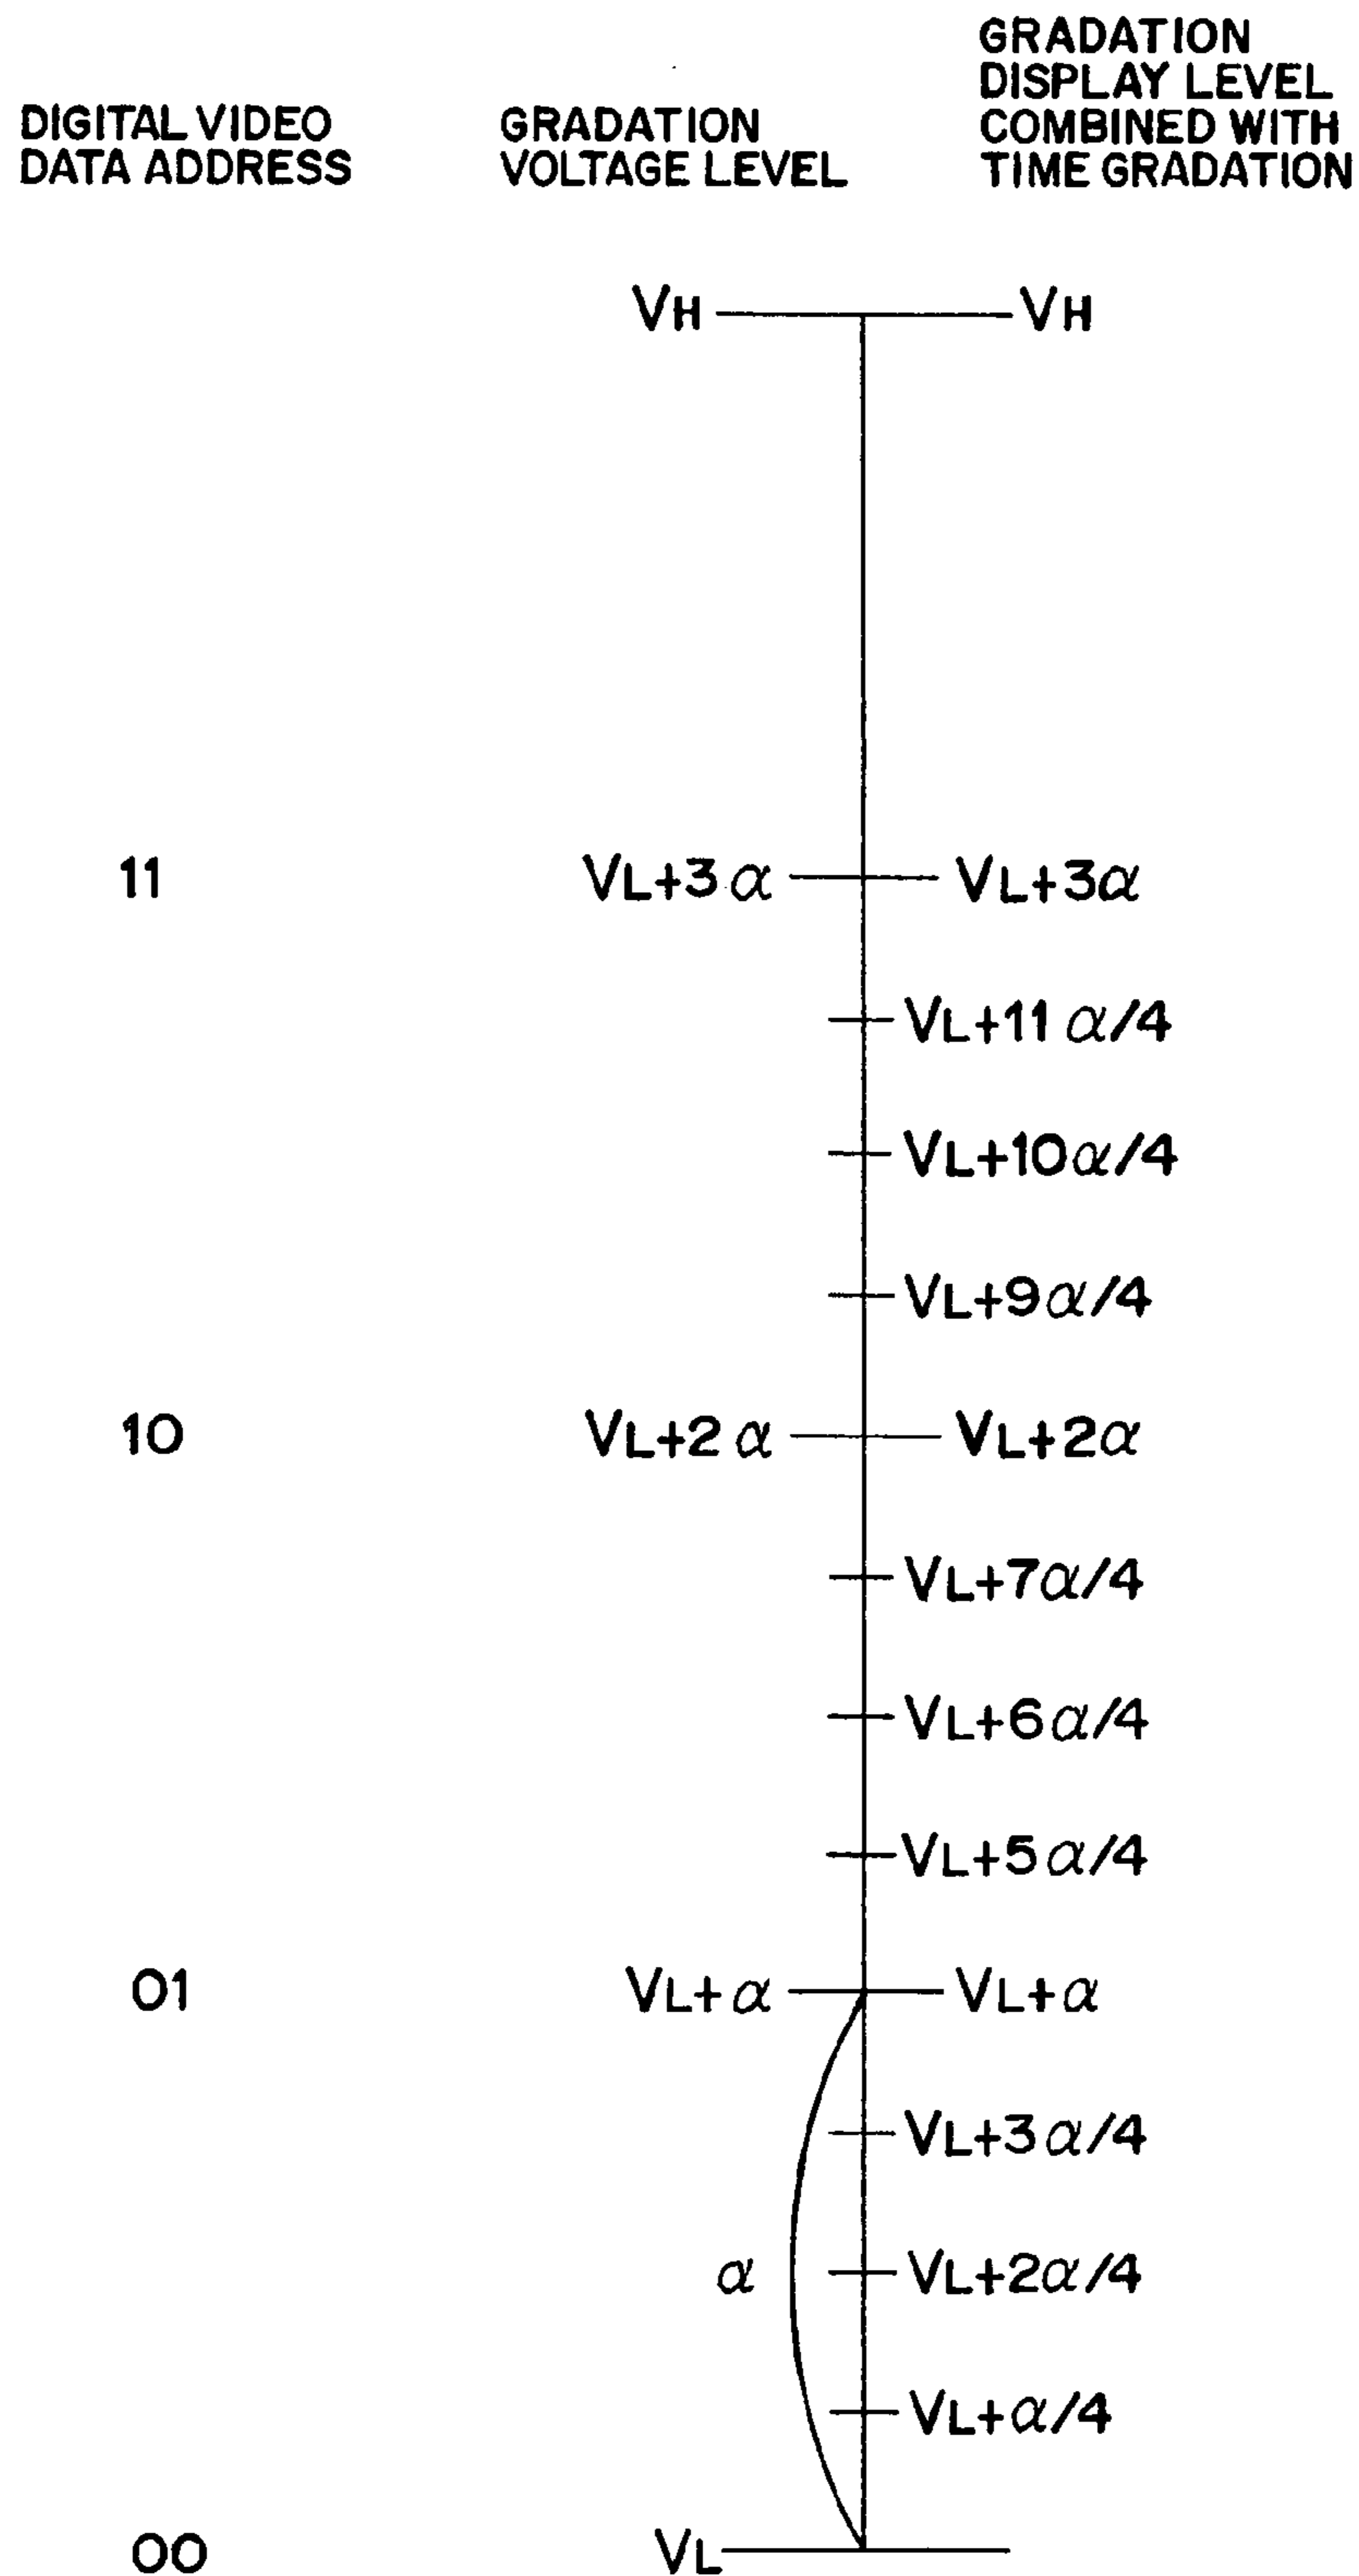 DIGITAL VIDEO
DATA ADDRESS
GRADATION
VOLTAGE LEVEL
GRADATION
DISPLAY LEVEL
COMBINED WITH
TIME GRADATION
VH VH
11 VL+3α VL+3α
VL+11α/4
VL+10α/4
VL+9α/4
10 VL+2α VL+2α
VL+7α/4
VL+6α/4
VL+5α/4
01 VL+α VL+α
VL+3α/4
α VL+2α/4
VL+α/4
00 VL